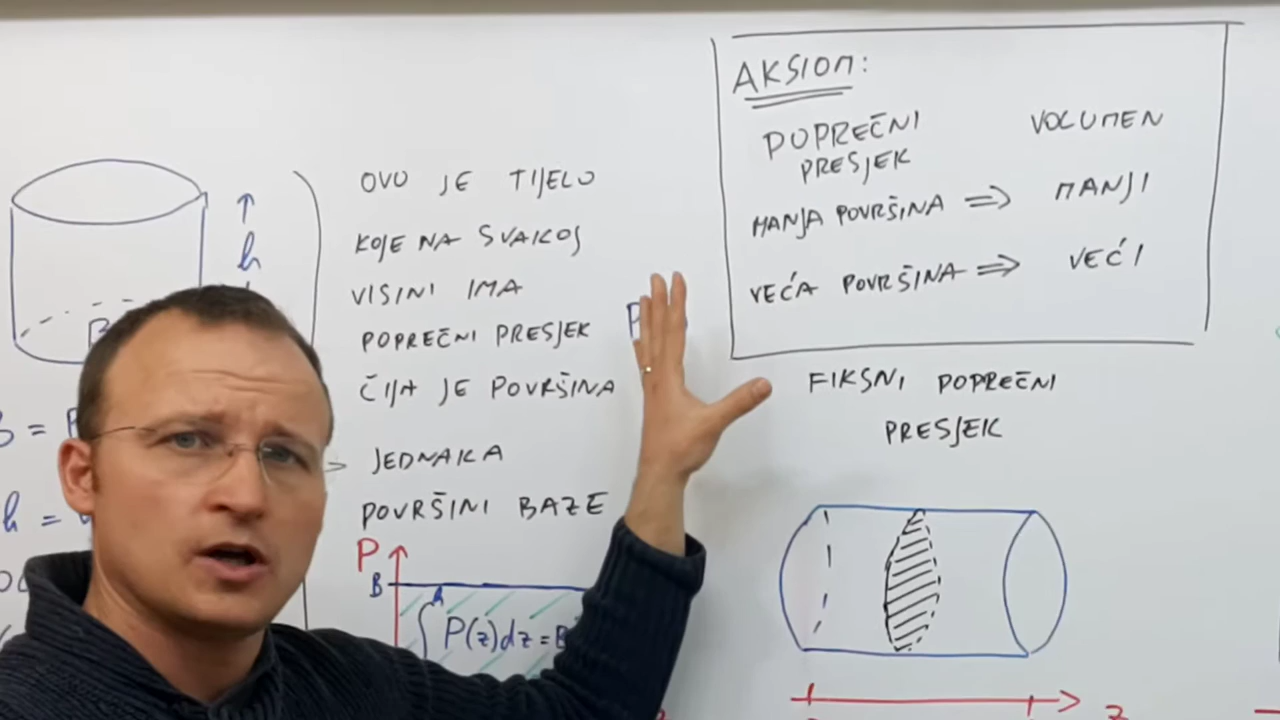 AKSIOM:
POPREČNI
PRESJEK
VOLUMEN
MANJA POVRŠINA ⇒ MANJI
VEĆA POVRŠINA ⇒ VEĆI
OVO JE TIJELO
KOJE NA SVAKOJ
VISINI IMA
POPREČNI PRESJEK
ČIJA JE POVRŠINA
JEDNAKA
POVRŠINI BAZE
h
FIKSNI POPREČNI
PRESJEK
P
B
∫ P(z)dz = B
h =
z